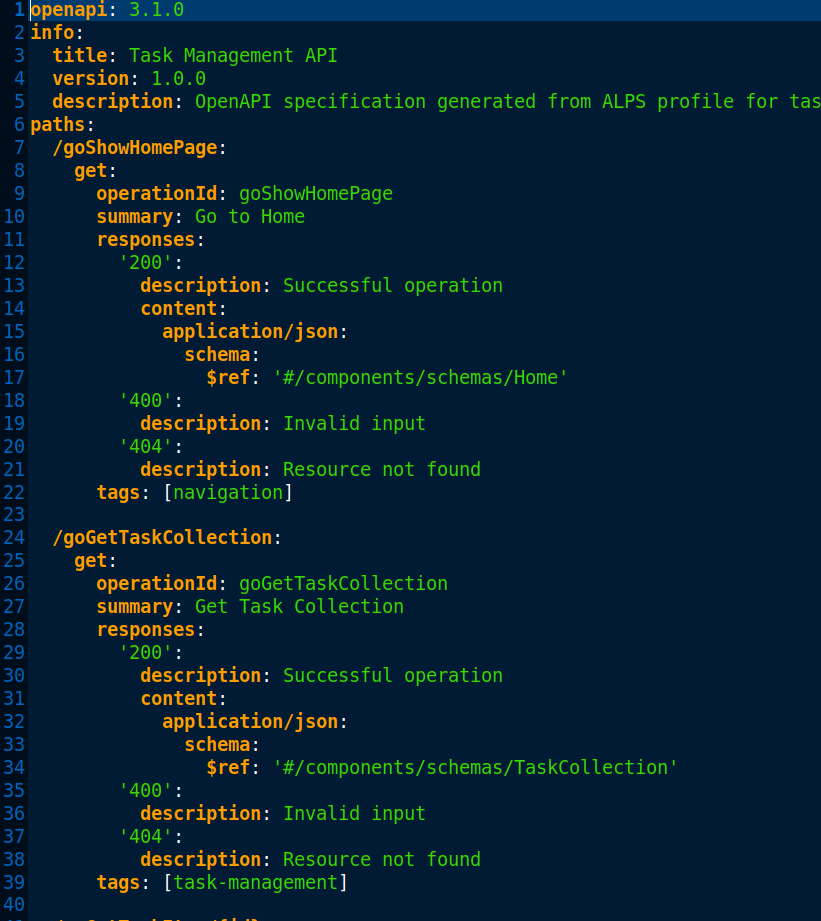 1 openapi: 3.1.0
2 info:
3   title: Task Management API
4   version: 1.0.0
5   description: OpenAPI specification generated from ALPS profile for
6 paths:
7   /goShowHomePage:
8     get:
9       operationId: goShowHomePage
10       summary: Go to Home
11       responses:
12         '200':
13           description: Successful operation
14           content:
15             application/json:
16               schema:
17                 $ref: '#/components/schemas/Home'
18         '400':
19           description: Invalid input
20         '404':
21           description: Resource not found
22       tags: [navigation]
23
24   /goGetTaskCollection:
25     get:
26       operationId: goGetTaskCollection
27       summary: Get Task Collection
28       responses:
29         '200':
30           description: Successful operation
31           content:
32             application/json:
33               schema:
34                 $ref: '#/components/schemas/TaskCollection'
35         '400':
36           description: Invalid input
37         '404':
38           description: Resource not found
39       tags: [task-management]
40